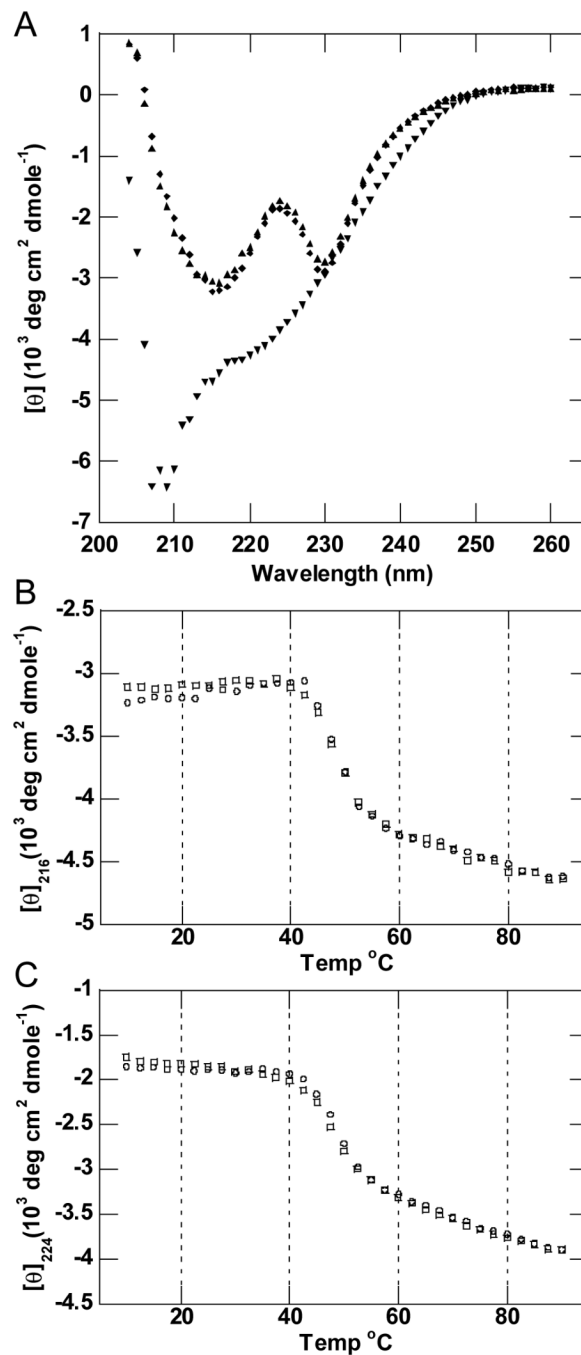 A
[θ] (10³ deg cm² dmole⁻¹)
1
0
-1
-2
-3
-4
-5
-6
-7
200 210 220 230 240 250 260
Wavelength (nm)
B
[θ]₂₁₆(10³ deg cm² dmole⁻¹)
-2.5
-3
-3.5
-4
-4.5
-5
20 40 60 80
Temp °C
C
[θ]₂₂₄(10³ deg cm² dmole⁻¹)
-1
-1.5
-2
-2.5
-3
-3.5
-4
-4.5
20 40 60 80
Temp °C